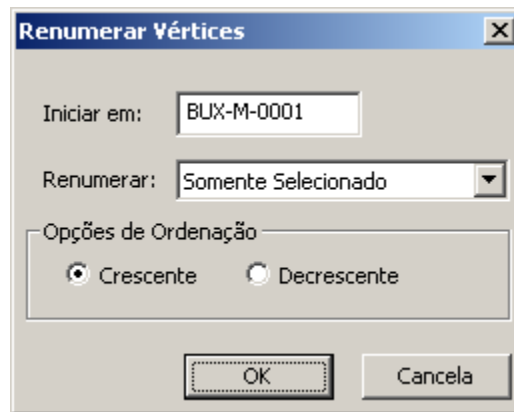 Renumerar Vértices
Iniciar em: BUX-M-0001
Renumerar: Somente Selecionado
Opções de Ordenação
Crescente Decrescente
OK Cancela